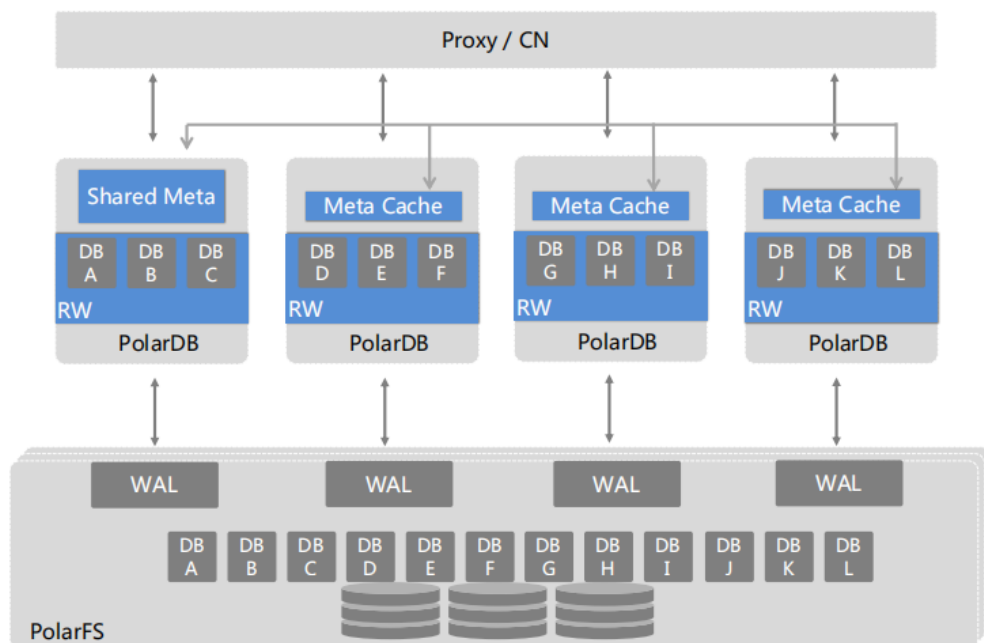 Proxy / CN
Shared Meta
Meta Cache
Meta Cache
Meta Cache
DB
A
DB
B
DB
C
DB
D
DB
E
DB
F
DB
G
DB
H
DB
I
DB
J
DB
K
DB
L
RW
RW
RW
RW
PolarDB
PolarDB
PolarDB
PolarDB
WAL
WAL
WAL
WAL
DB
A
DB
B
DB
C
DB
D
DB
E
DB
F
DB
G
DB
H
DB
I
DB
J
DB
K
DB
L
PolarFS